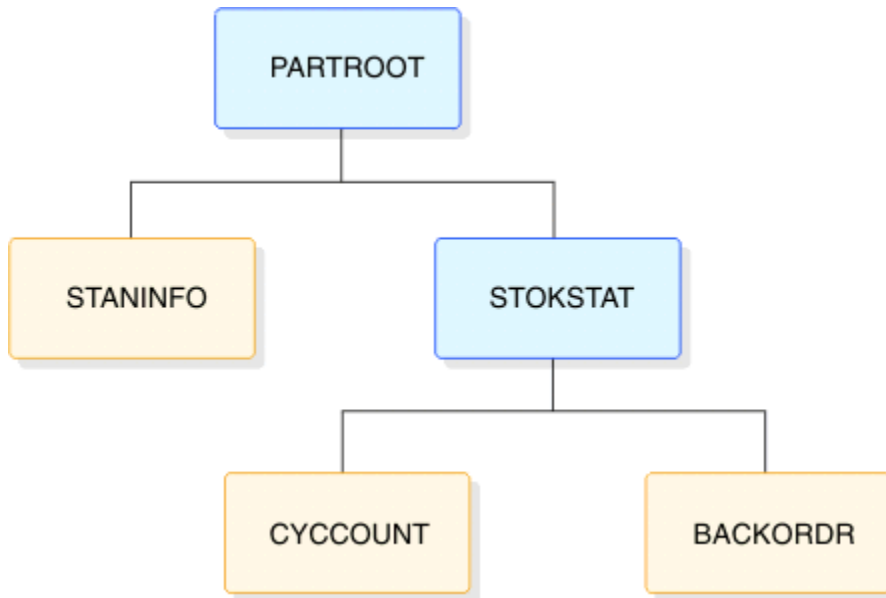 PARTROOT
STANINFO
STOKSTAT
CYCCOUNT
BACKORDR